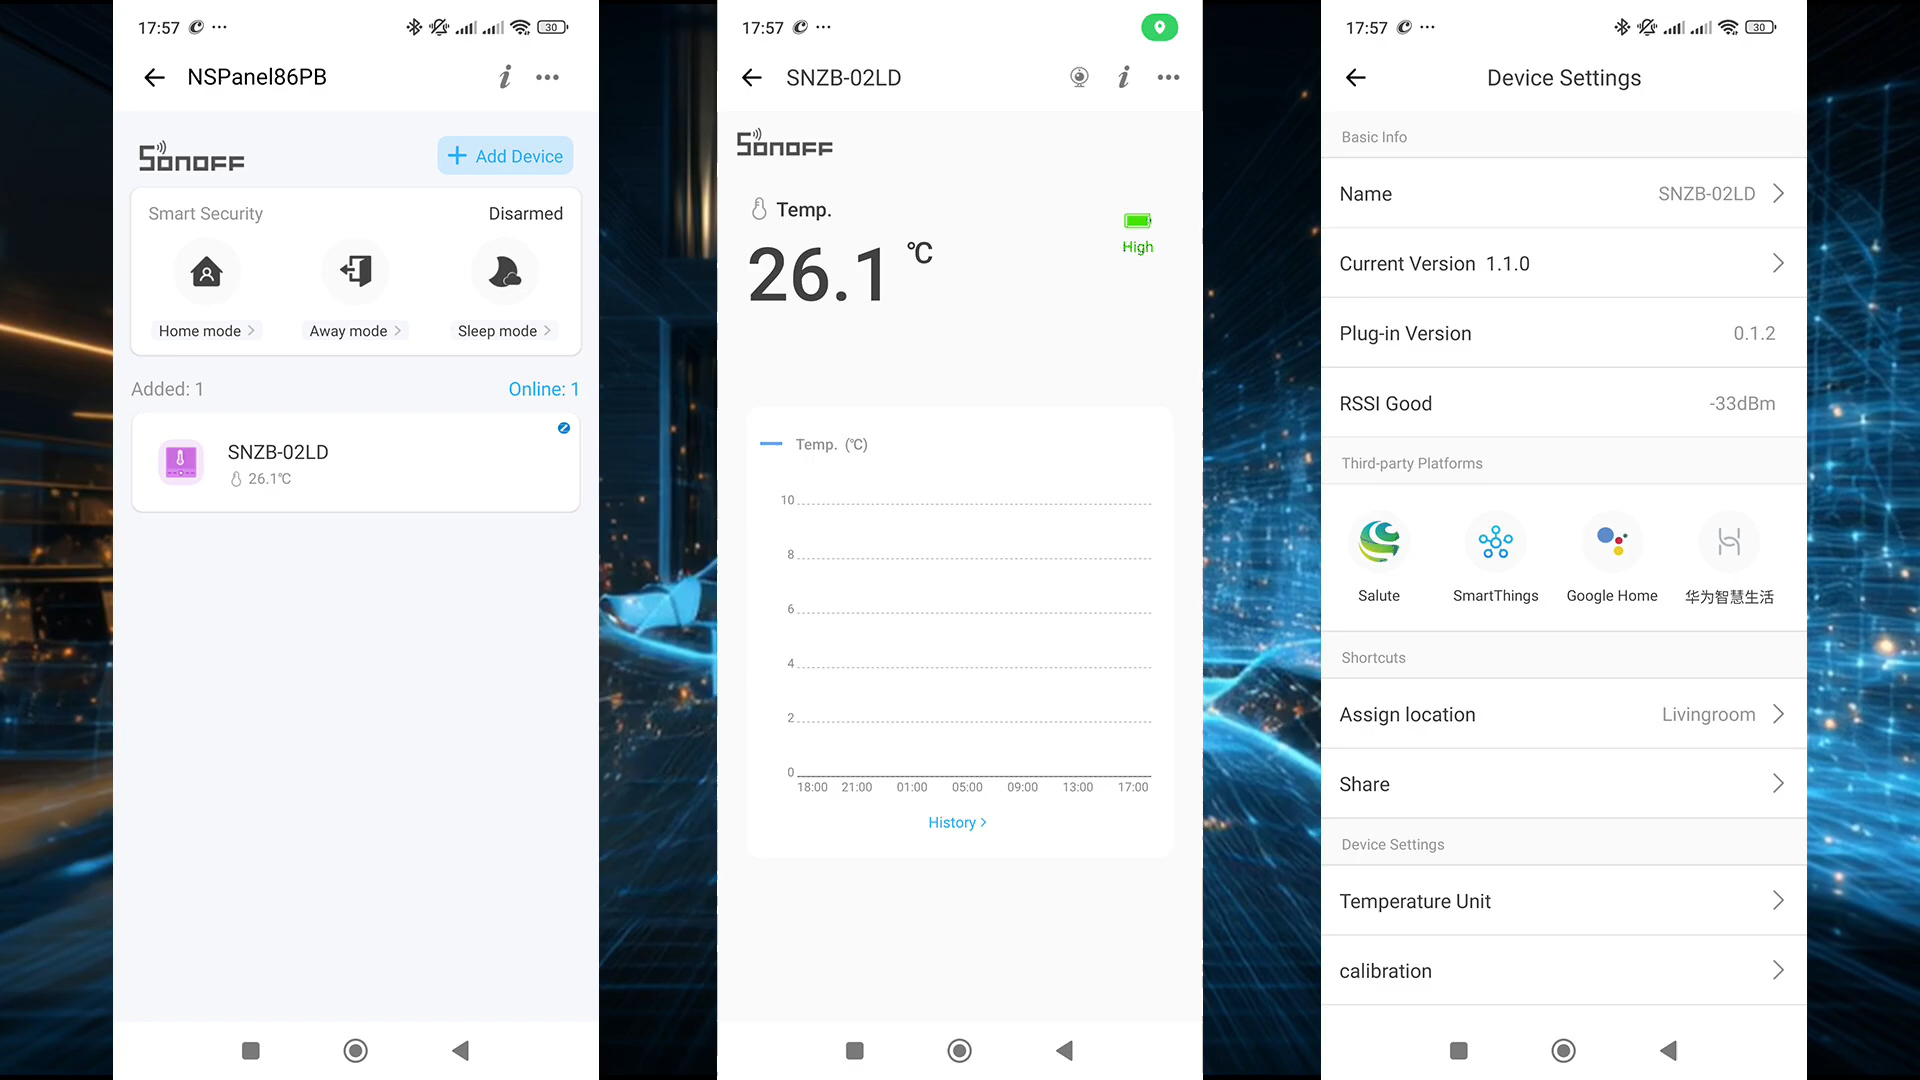 17:57
30
NSPanel86PB
SONOFF
Add Device
Smart Security
Disarmed
Home mode
Away mode
Sleep mode
Added: 1
Online: 1
SNZB-02LD
26.1℃
17:57
SNZB-02LD
SONOFF
Temp.
26.1 ℃
High
Temp. (℃)
10
8
6
4
2
0
18:00 21:00 01:00 05:00 09:00 13:00 17:00
History
17:57
30
Device Settings
Basic Info
Name SNZB-02LD
Current Version 1.1.0
Plug-in Version 0.1.2
RSSI Good -33dBm
Third-party Platforms
Salute SmartThings Google Home 华为智慧生活
Shortcuts
Assign location Livingroom
Share
Device Settings
Temperature Unit
calibration